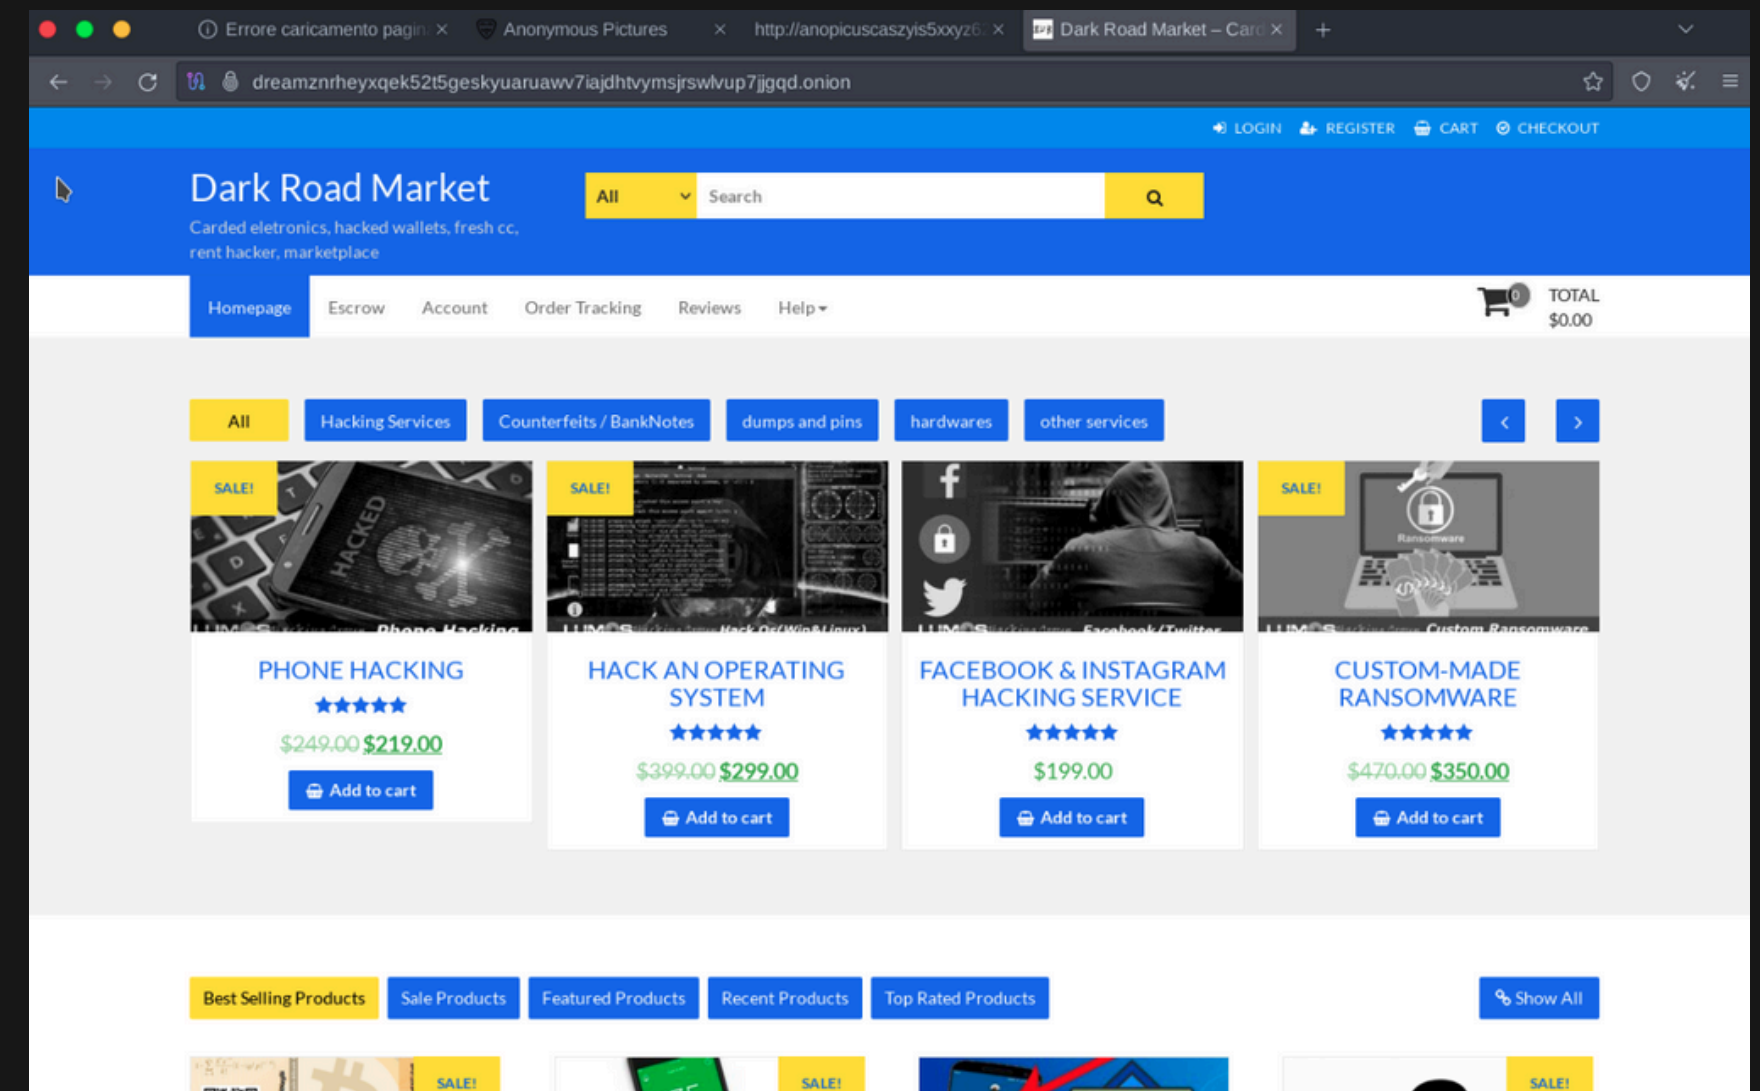 Errore caricamento pagin
Anonymous Pictures
http://anopicuscaszyis5xxyz6
Dark Road Market – Card
dreamznrheyxqek52t5geskyuaruawv7iajdhtvymsjrswlvup7jjgqd.onion
LOGIN REGISTER CART CHECKOUT
Dark Road Market
Carded eletronics, hacked wallets, fresh cc,
rent hacker, marketplace
All Search
Homepage Escrow Account Order Tracking Reviews Help
0 TOTAL
$0.00
All Hacking Services Counterfeits / BankNotes dumps and pins hardwares other services
SALE!
HACKED
Phone Hacking
PHONE HACKING
$249.00 $219.00
Add to cart
SALE!
Hack Os(Win&Linux)
HACK AN OPERATING
SYSTEM
$399.00 $299.00
Add to cart
Facebook/Twitter
FACEBOOK & INSTAGRAM
HACKING SERVICE
$199.00
Add to cart
SALE!
Ransomware
Custom Ransomware
CUSTOM-MADE
RANSOMWARE
$470.00 $350.00
Add to cart
Best Selling Products Sale Products Featured Products Recent Products Top Rated Products Show All
SALE!
SALE!
SALE!